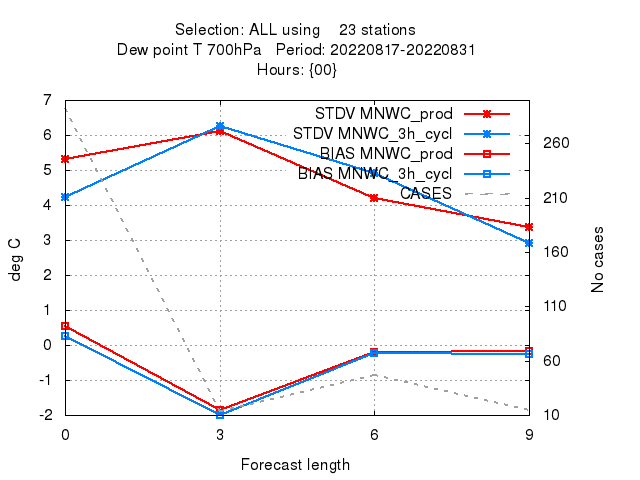 Selection: ALL using 23 stations
Dew point T 700hPa Period: 20220817-20220831
Hours: {00}
7
6
5
4
3
2
1
0
-1
-2
deg C
STDV MNWC_prod
STDV MNWC_3h_cycl
BIAS MNWC_prod
BIAS MNWC_3h_cycl
CASES
260
210
160
110
60
10
No cases
0 3 6 9
Forecast length